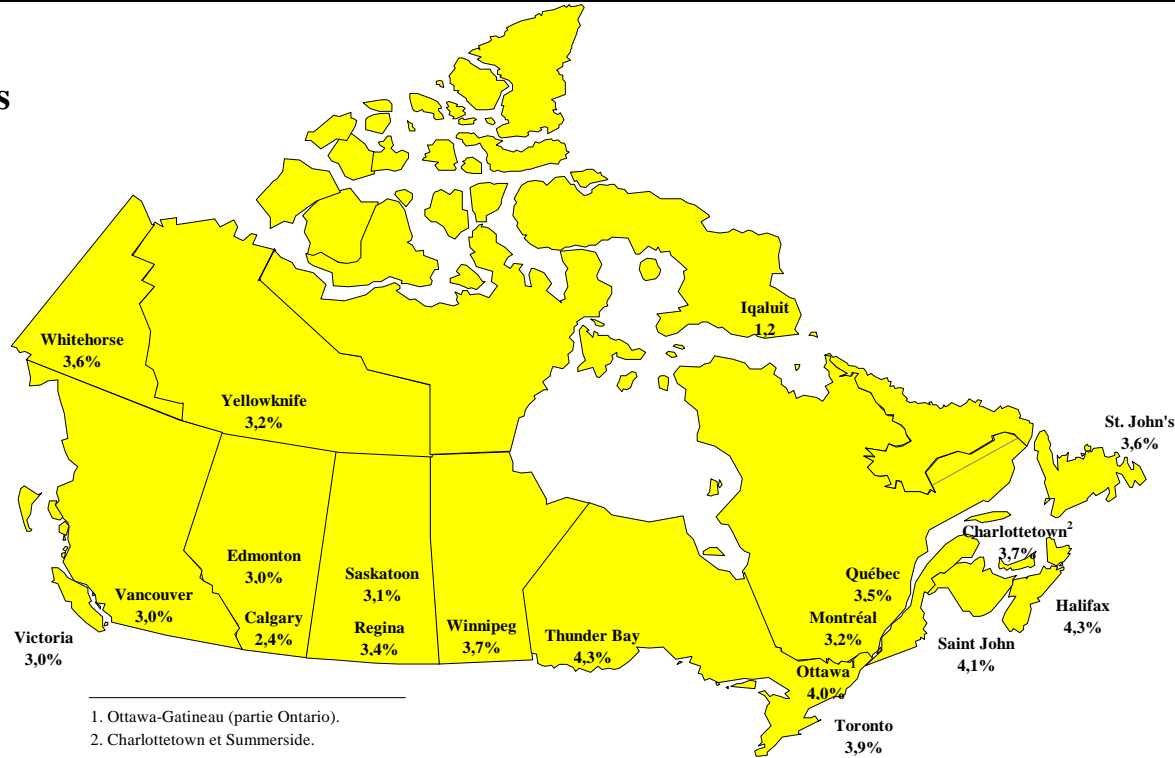 s
Iqaluit
1,2
Whitehorse
3,6%
Yellowknife
3,2%
St. John's
3,6%
Charlottetown²
3,7%
Edmonton
3,0%
Saskatoon
3,1%
Québec
3,5%
Vancouver
3,0%
Calgary
2,4%
Regina
3,4%
Winnipeg
3,7%
Thunder Bay
4,3%
Montréal
3,2%
Halifax
4,3%
Victoria
3,0%
Saint John
4,1%
Ottawa¹
4,0%
Toronto
3,9%
1. Ottawa-Gatineau (partie Ontario).
2. Charlottetown et Summerside.